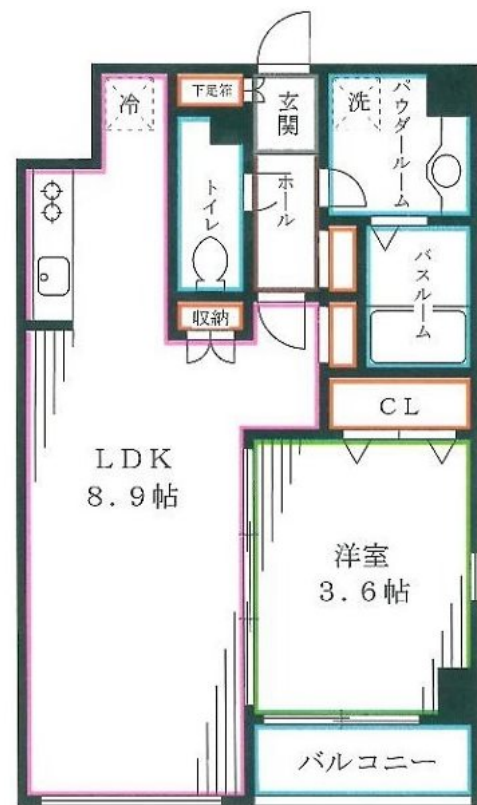 冷
下足箱
玄関
洗
パウダールーム
トイレ
ホール
バスルーム
収納
CL
LDK
8.9帖
洋室
3.6帖
バルコニー